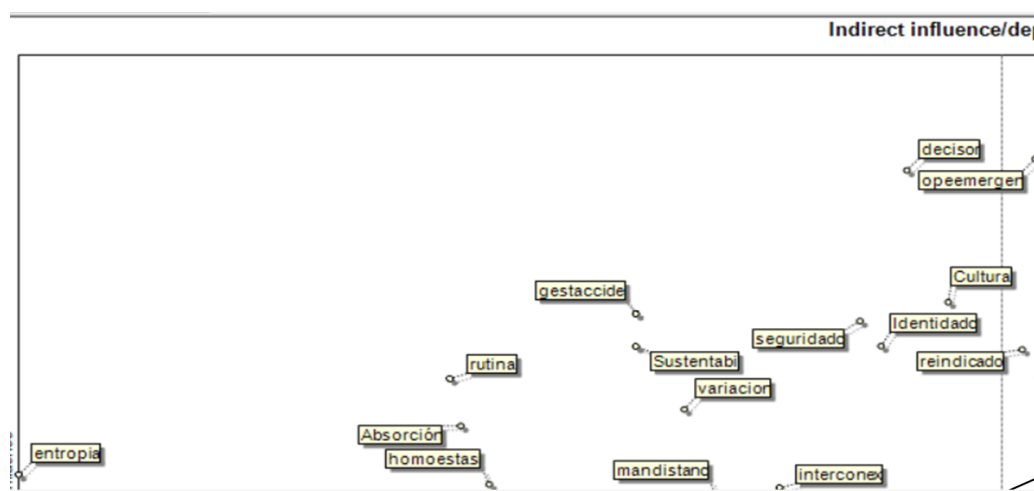 Indirect influence/dep
decisor
opeemergen
Cultura
gestaccide
Identidado
seguridado
Sustentabi
reindicado
rutina
variacion
Absorción
entropia
homoestas
mandistanc
interconex